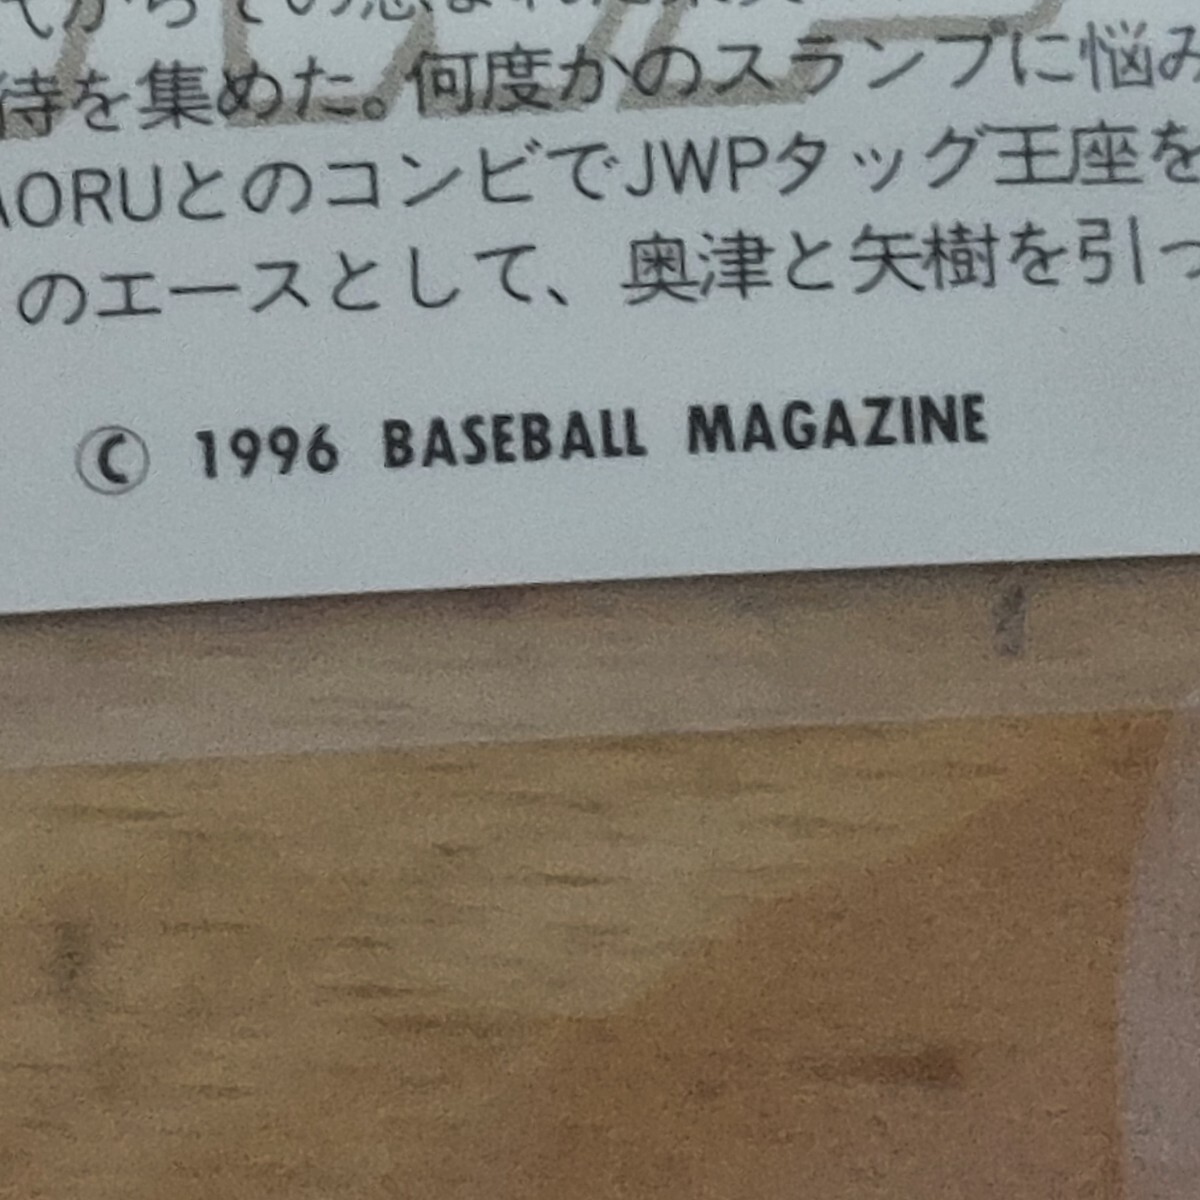 待を集めた。何度かのスランプに悩み
AORUとのコンビでJWPタッグ王座を
のエースとして、奥津と矢樹を引っ
© 1996 BASEBALL MAGAZINE